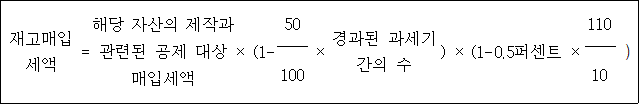 재고매입 세액 = 해당 자산의 제작과 관련된 공제 대상 매입세액 × (1- 50/100 × 경과된 과세기간의 수 ) × (1-0.5퍼센트 × 110/10 )